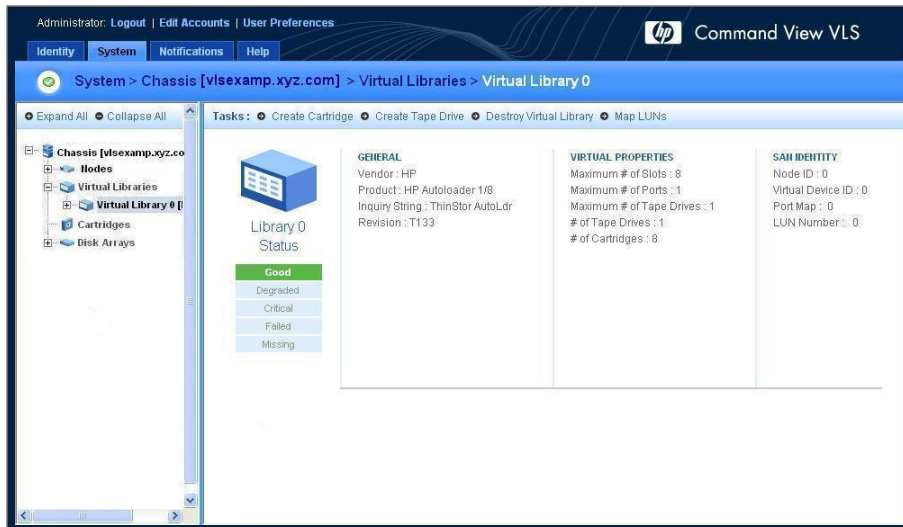 Administrator: Logout | Edit Accounts | User Preferences
hp Command View VLS
Identity System Notifications Help
System > Chassis [vlsexamp.xyz.com] > Virtual Libraries > Virtual Library 0
Expand All Collapse All
Tasks : Create Cartridge Create Tape Drive Destroy Virtual Library Map LUNs
Chassis [vlsexamp.xyz.co
Nodes
Virtual Libraries
Virtual Library 0 [
Cartridges
Disk Arrays
Library 0
Status
Good
Degraded
Critical
Failed
Missing
GENERAL
Vendor : HP
Product : HP Autoloader 1/8
Inquiry String : ThinStor AutoLdr
Revision : T133
VIRTUAL PROPERTIES
Maximum # of Slots : 8
Maximum # of Ports : 1
Maximum # of Tape Drives : 1
# of Tape Drives : 1
# of Cartridges : 8
SAN IDENTITY
Node ID : 0
Virtual Device ID : 0
Port Map : 0
LUN Number : 0